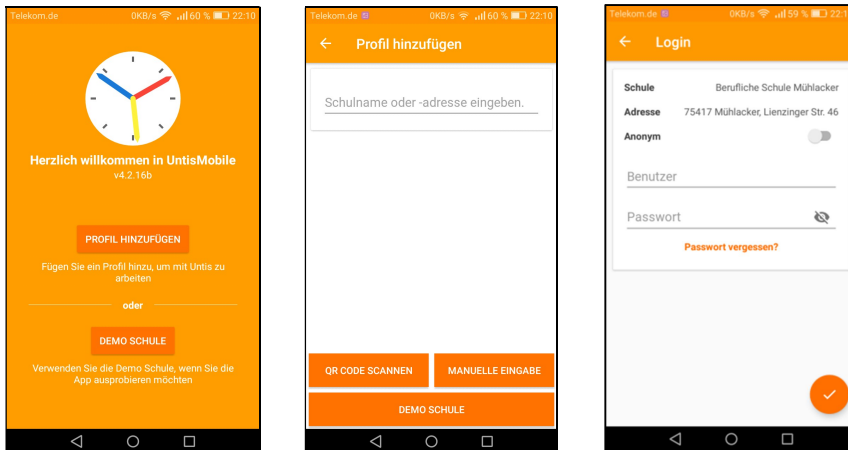 Telekom.de 0KB/s 60 % 22:10
Herzlich willkommen in UntisMobile
v4.2.16b
PROFIL HINZUFÜGEN
Fügen Sie ein Profil hinzu, um mit Untis zu
arbeiten
oder
DEMO SCHULE
Verwenden Sie die Demo Schule, wenn Sie die
App ausprobieren möchten
Telekom.de 0KB/s 60 % 22:10
Profil hinzufügen
Schulname oder -adresse eingeben.
QR CODE SCANNEN MANUELLE EINGABE
DEMO SCHULE
Telekom.de 0KB/s 59 % 22:1
Login
Schule Berufliche Schule Mühlacker
Adresse 75417 Mühlacker, Lienzinger Str. 46
Anonym
Benutzer
Passwort
Passwort vergessen?